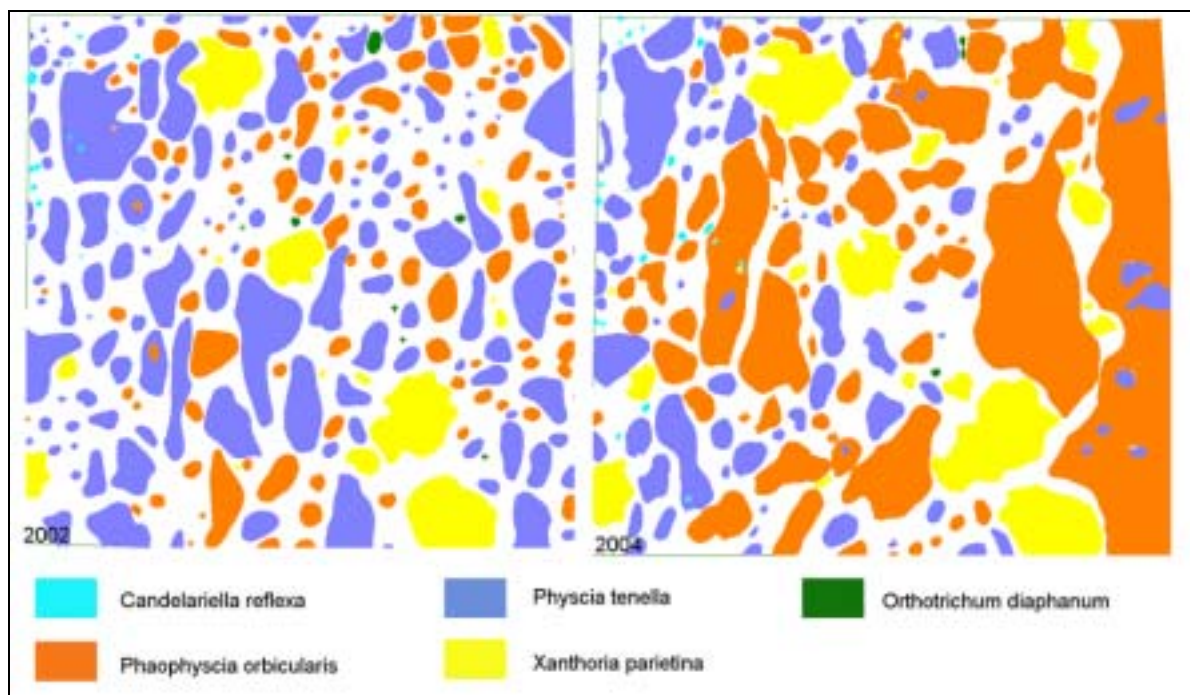 2002
2004
Candelariella reflexa
Physcia tenella
Orthotrichum diaphanum
Phaophyscia orbicularis
Xanthoria parietina